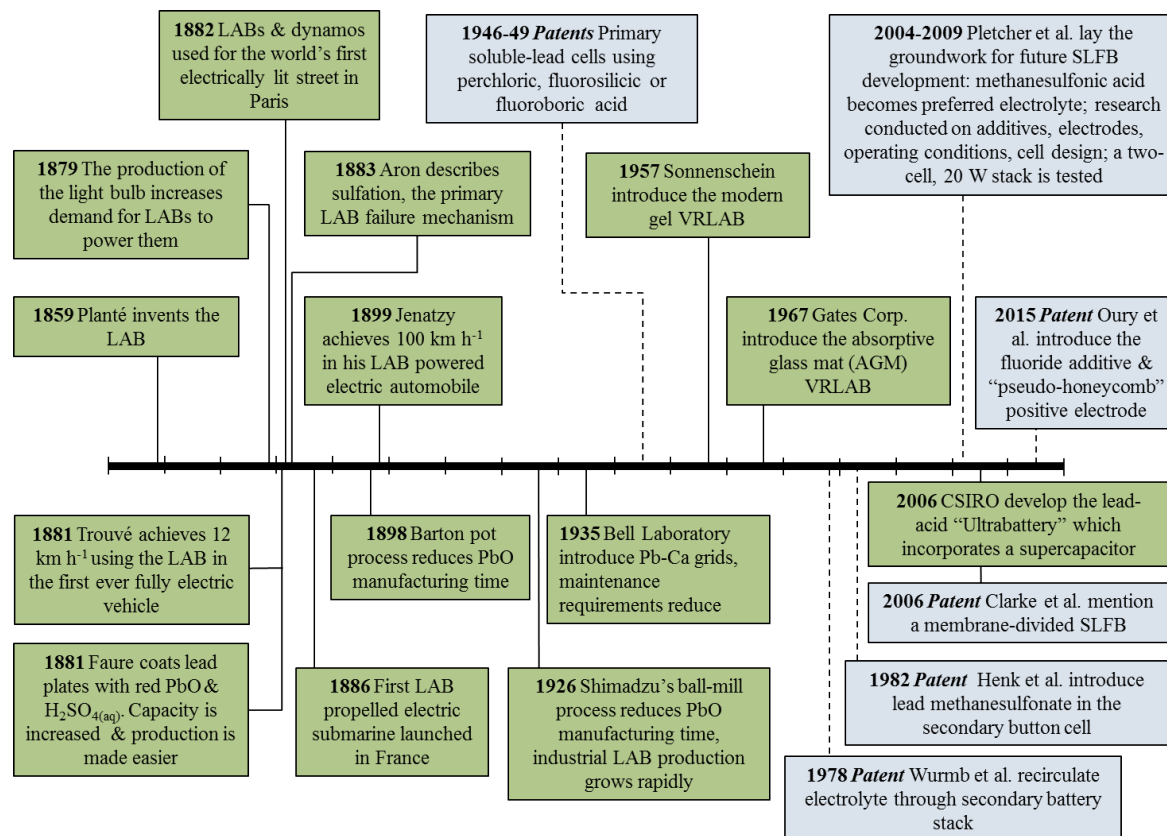 1882 LABs & dynamos
used for the world's first
electrically lit street in
Paris
1946-49 Patents Primary
soluble-lead cells using
perchloric, fluorosilicic or
fluoroboric acid
2004-2009 Pletcher et al. lay the
groundwork for future SLFB
development: methanesulfonic acid
becomes preferred electrolyte; research
conducted on additives, electrodes,
operating conditions, cell design; a two-
cell, 20 W stack is tested
1879 The production of
the light bulb increases
demand for LABs to
power them
1883 Aron describes
sulfation, the primary
LAB failure mechanism
1957 Sonnenschein
introduce the modern
gel VRLAB
1859 Planté invents the
LAB
1899 Jenatzy
achieves 100 km h⁻¹
in his LAB powered
electric automobile
1967 Gates Corp.
introduce the absorptive
glass mat (AGM)
VRLAB
2015 Patent Oury et
al. introduce the
fluoride additive &
“pseudo-honeycomb”
positive electrode
1881 Trouvé achieves 12
km h⁻¹ using the LAB in
the first ever fully electric
vehicle
1898 Barton pot
process reduces PbO
manufacturing time
1935 Bell Laboratory
introduce Pb-Ca grids,
maintenance
requirements reduce
2006 CSIRO develop the lead-
acid “Ultrabattery” which
incorporates a supercapacitor
2006 Patent Clarke et al. mention
a membrane-divided SLFB
1881 Faure coats lead
plates with red PbO &
H₂SO₄(aq). Capacity is
increased & production is
made easier
1886 First LAB
propelled electric
submarine launched
in France
1926 Shimadzu's ball-mill
process reduces PbO
manufacturing time,
industrial LAB production
grows rapidly
1982 Patent Henk et al. introduce
lead methanesulfonate in the
secondary button cell
1978 Patent Wurmb et al. recirculate
electrolyte through secondary battery
stack